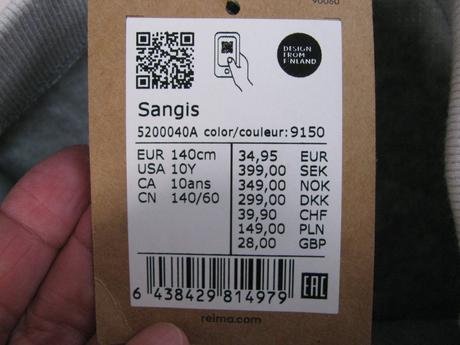 90060
DESIGN
FROM
FINLAND
Sangis
5200040A color/couleur: 9150
EUR 140cm
USA 10Y
CA 10ans
CN 140/60
34,95 EUR
399,00 SEK
349,00 NOK
299,00 DKK
39,90 CHF
149,00 PLN
28,00 GBP
6 438429 814979
EAC
reima.com